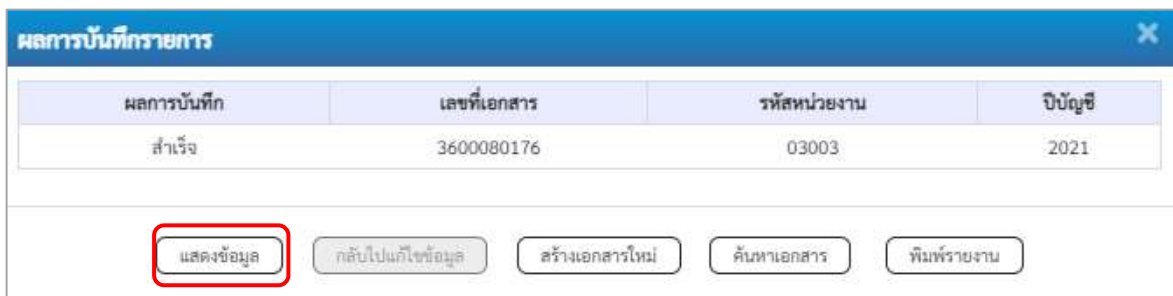 ผลการบันทึกรายการ
ผลการบันทึก เลขที่เอกสาร รหัสหน่วยงาน ปีบัญชี
สำเร็จ 3600080176 03003 2021
แสดงข้อมูล กลับไปแก้ไขข้อมูล สร้างเอกสารใหม่ ค้นหาเอกสาร พิมพ์รายงาน